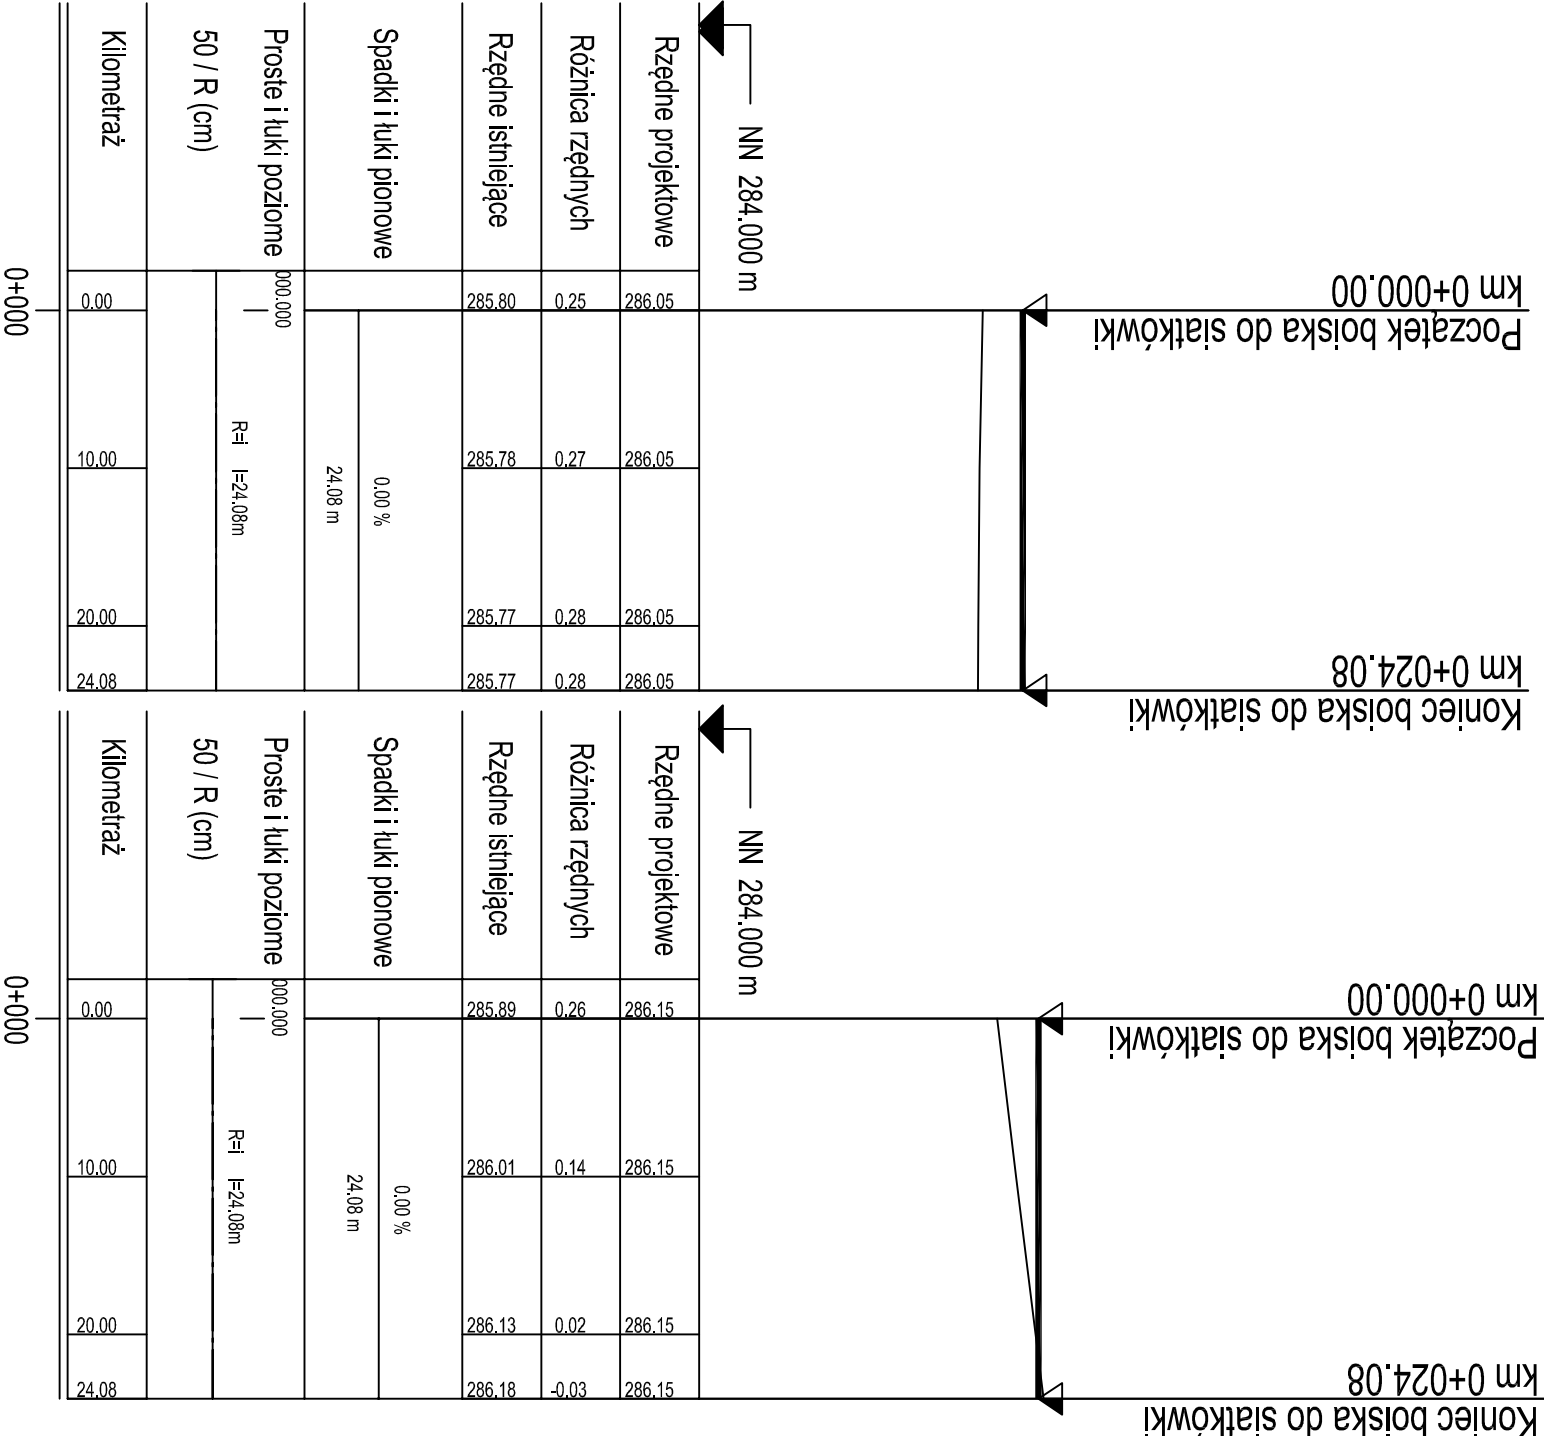 km 0+000.00
Początek boiska do siatkówki
km 0+024.08
Koniec boiska do siatkówki
NN 284.000 m
Rzędne projektowe
286.05
286.05
286.05
286.05
Różnica rzędnych
0.25
0.27
0.28
0.28
Rzędne istniejące
285.80
285.78
285.77
285.77
Spadki i łuki pionowe
0.00 %
24.08 m
Proste i łuki poziome
000.000
50 / R (cm)
R=i l=24.08m
Kilometraż
0.00
10.00
20.00
24.08
0+000
km 0+000.00
Początek boiska do siatkówki
km 0+024.08
Koniec boiska do siatkówki
NN 284.000 m
Rzędne projektowe
286.15
286.15
286.15
286.15
Różnica rzędnych
0.26
0.14
0.02
-0.03
Rzędne istniejące
285.89
286.01
286.13
286.18
Spadki i łuki pionowe
0.00 %
24.08 m
Proste i łuki poziome
000.000
50 / R (cm)
R=i l=24.08m
Kilometraż
0.00
10.00
20.00
24.08
0+000